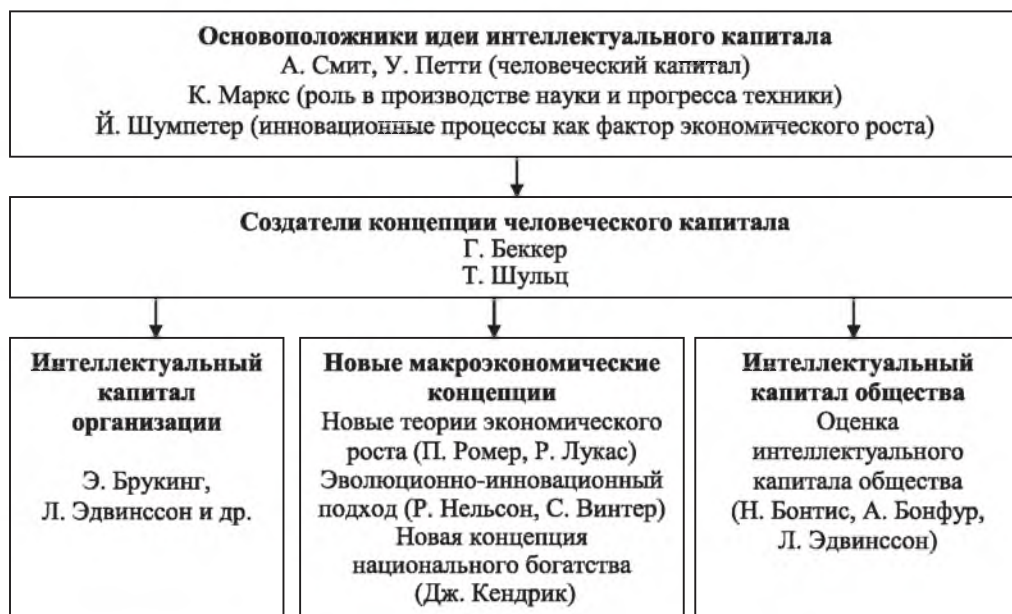 Основоположники идеи интеллектуального капитала
А. Смит, У. Петти (человеческий капитал)
К. Маркс (роль в производстве науки и прогресса техники)
Й. Шумпетер (инновационные процессы как фактор экономического роста)
Создатели концепции человеческого капитала
Г. Беккер
Т. Шульц
Интеллектуальный
капитал
организации
Э. Брукинг,
Л. Эдвинссон и др.
Новые макроэкономические
концепции
Новые теории экономического
роста (П. Ромер, Р. Лукас)
Эволюционно-инновационный
подход (Р. Нельсон, С. Винтер)
Новая концепция
национального богатства
(Дж. Кендрик)
Интеллектуальный
капитал общества
Оценка
интеллектуального
капитала общества
(Н. Бонтис, А. Бонфур,
Л. Эдвинссон)